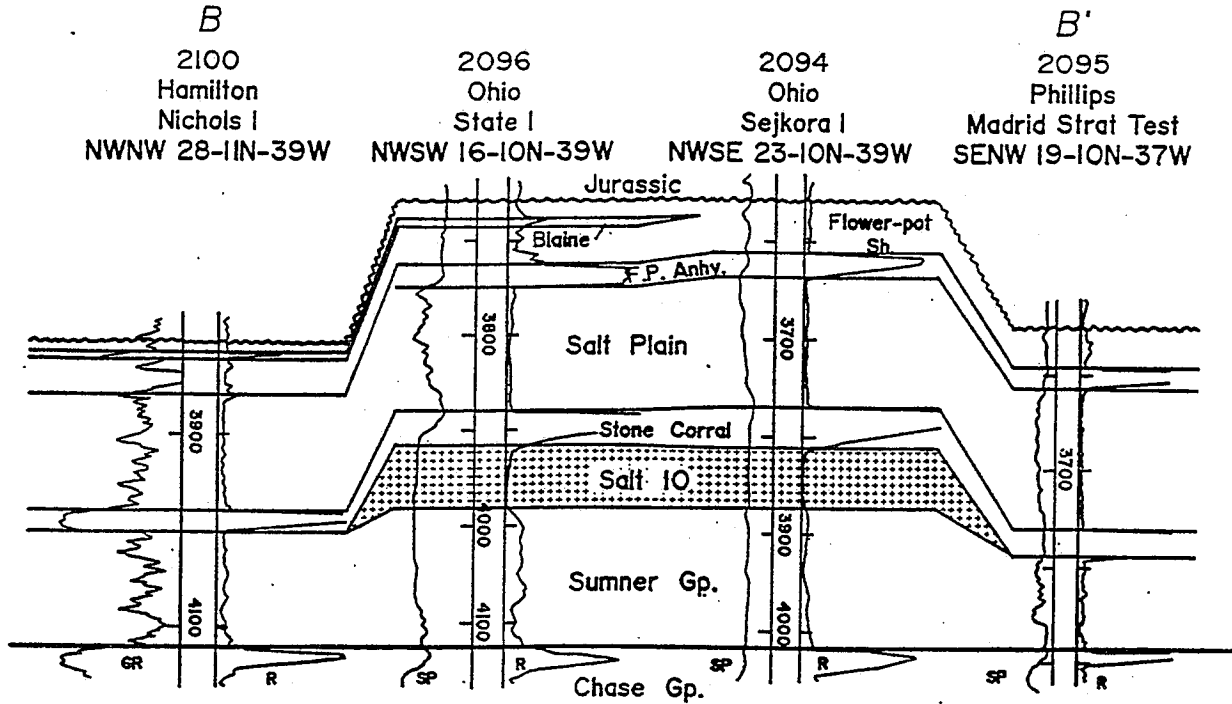 B
2100
Hamilton
Nichols 1
NWNW 28-11N-39W
2096
Ohio
State 1
NWSW 16-10N-39W
2094
Ohio
Sejkora 1
NWSE 23-10N-39W
B'
2095
Phillips
Madrid Strat Test
SENW 19-10N-37W
Jurassic
Blaine
Flower-pot
Sh.
F.P. Anhy.
3800
Salt Plain
3700
3900
Stone Corral
3700
Salt 10
4000
3900
Sumner Gp.
4100
4100
4000
GR
R
SP
R
SP
R
SP
R
Chase Gp.